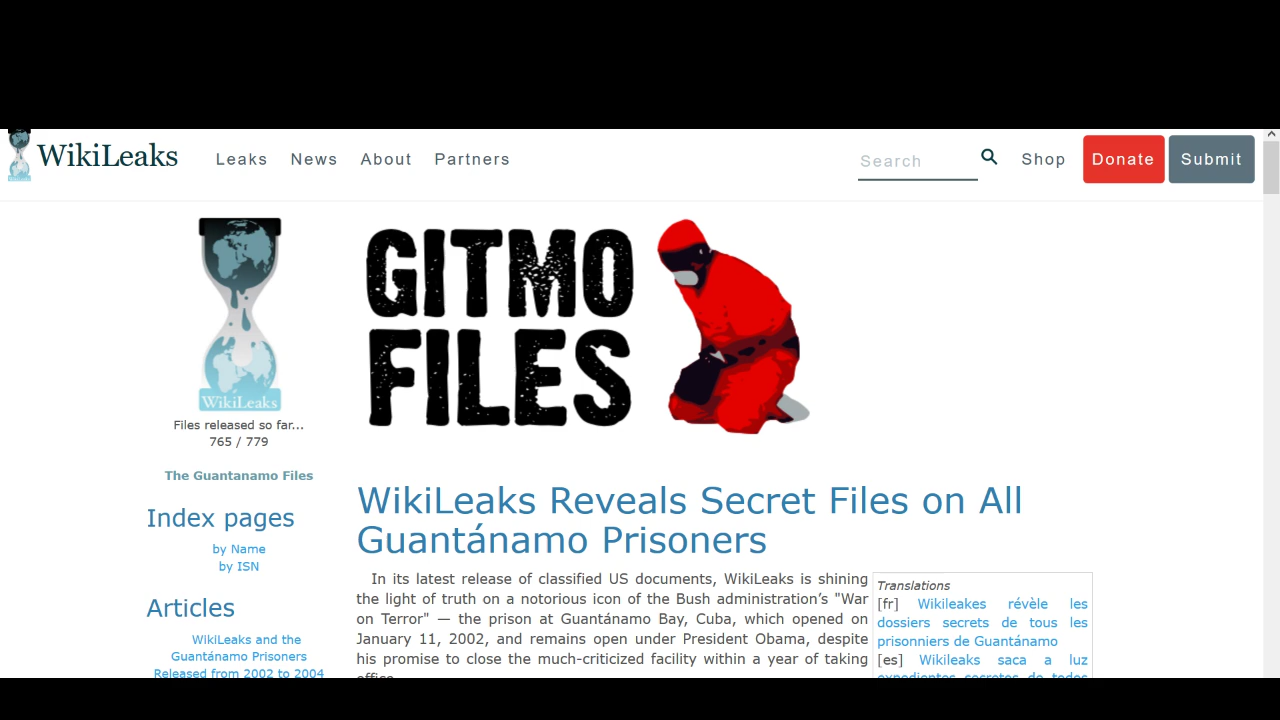 WikiLeaks Leaks News About Partners Search Shop Donate Submit
GITMO
FILES
WikiLeaks
Files released so far...
765 / 779
The Guantanamo Files
Index pages
by Name
by ISN
Articles
WikiLeaks and the
Guantánamo Prisoners
Released from 2002 to 2004
WikiLeaks Reveals Secret Files on All
Guantánamo Prisoners
In its latest release of classified US documents, WikiLeaks is shining
the light of truth on a notorious icon of the Bush administration’s "War
on Terror" — the prison at Guantánamo Bay, Cuba, which opened on
January 11, 2002, and remains open under President Obama, despite
his promise to close the much-criticized facility within a year of taking
office.
Translations
[fr] Wikileakes révèle les
dossiers secrets de tous les
prisonniers de Guantánamo
[es] Wikileaks saca a luz
expedientes secretos de todos